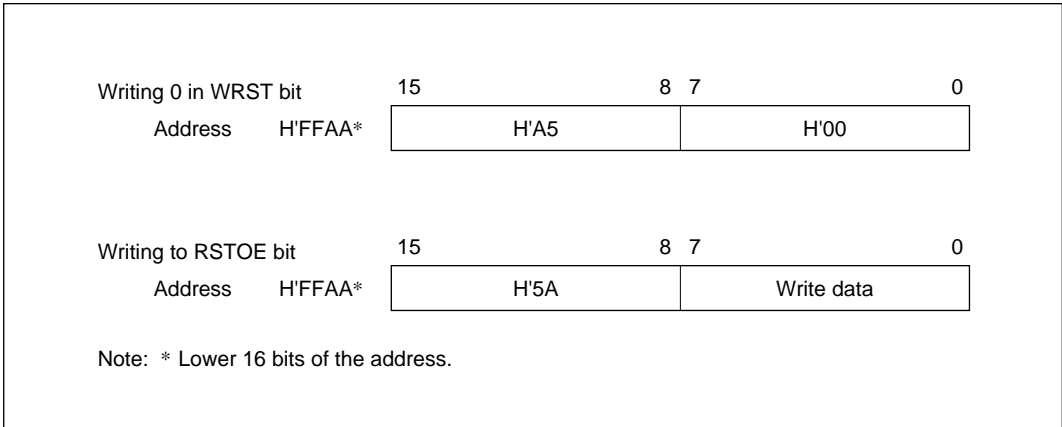 Writing 0 in WRST bit 15 8 7 0
Address H'FFAA* H'A5 H'00
Writing to RSTOE bit 15 8 7 0
Address H'FFAA* H'5A Write data
Note: * Lower 16 bits of the address.